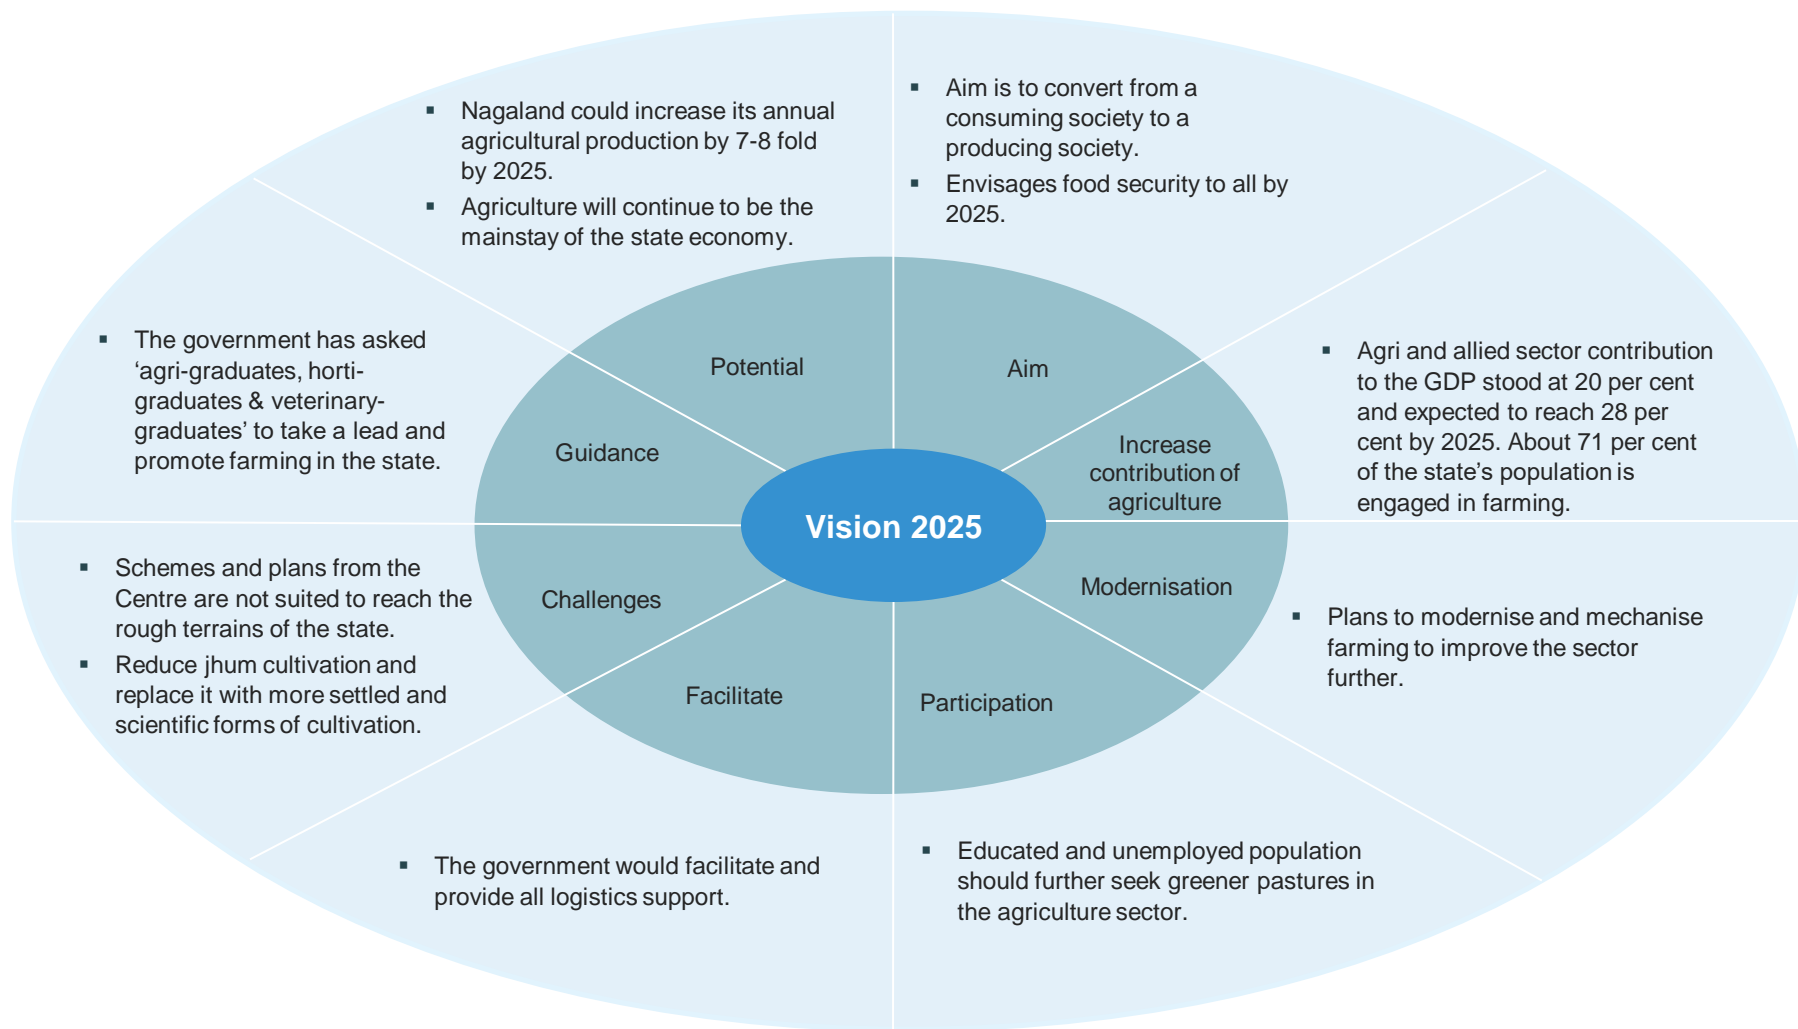 ▪ Nagaland could increase its annual
agricultural production by 7-8 fold
by 2025.
▪ Agriculture will continue to be the
mainstay of the state economy.
▪ Aim is to convert from a
consuming society to a
producing society.
▪ Envisages food security to all by
2025.
▪ The government has asked
‘agri-graduates, horti-
graduates & veterinary-
graduates’ to take a lead and
promote farming in the state.
Potential
Aim
▪ Agri and allied sector contribution
to the GDP stood at 20 per cent
and expected to reach 28 per
cent by 2025. About 71 per cent
of the state’s population is
engaged in farming.
Guidance
Increase
contribution of
agriculture
Vision 2025
▪ Schemes and plans from the
Centre are not suited to reach the
rough terrains of the state.
▪ Reduce jhum cultivation and
replace it with more settled and
scientific forms of cultivation.
Challenges
Modernisation
▪ Plans to modernise and mechanise
farming to improve the sector
further.
Facilitate
Participation
▪ The government would facilitate and
provide all logistics support.
▪ Educated and unemployed population
should further seek greener pastures in
the agriculture sector.